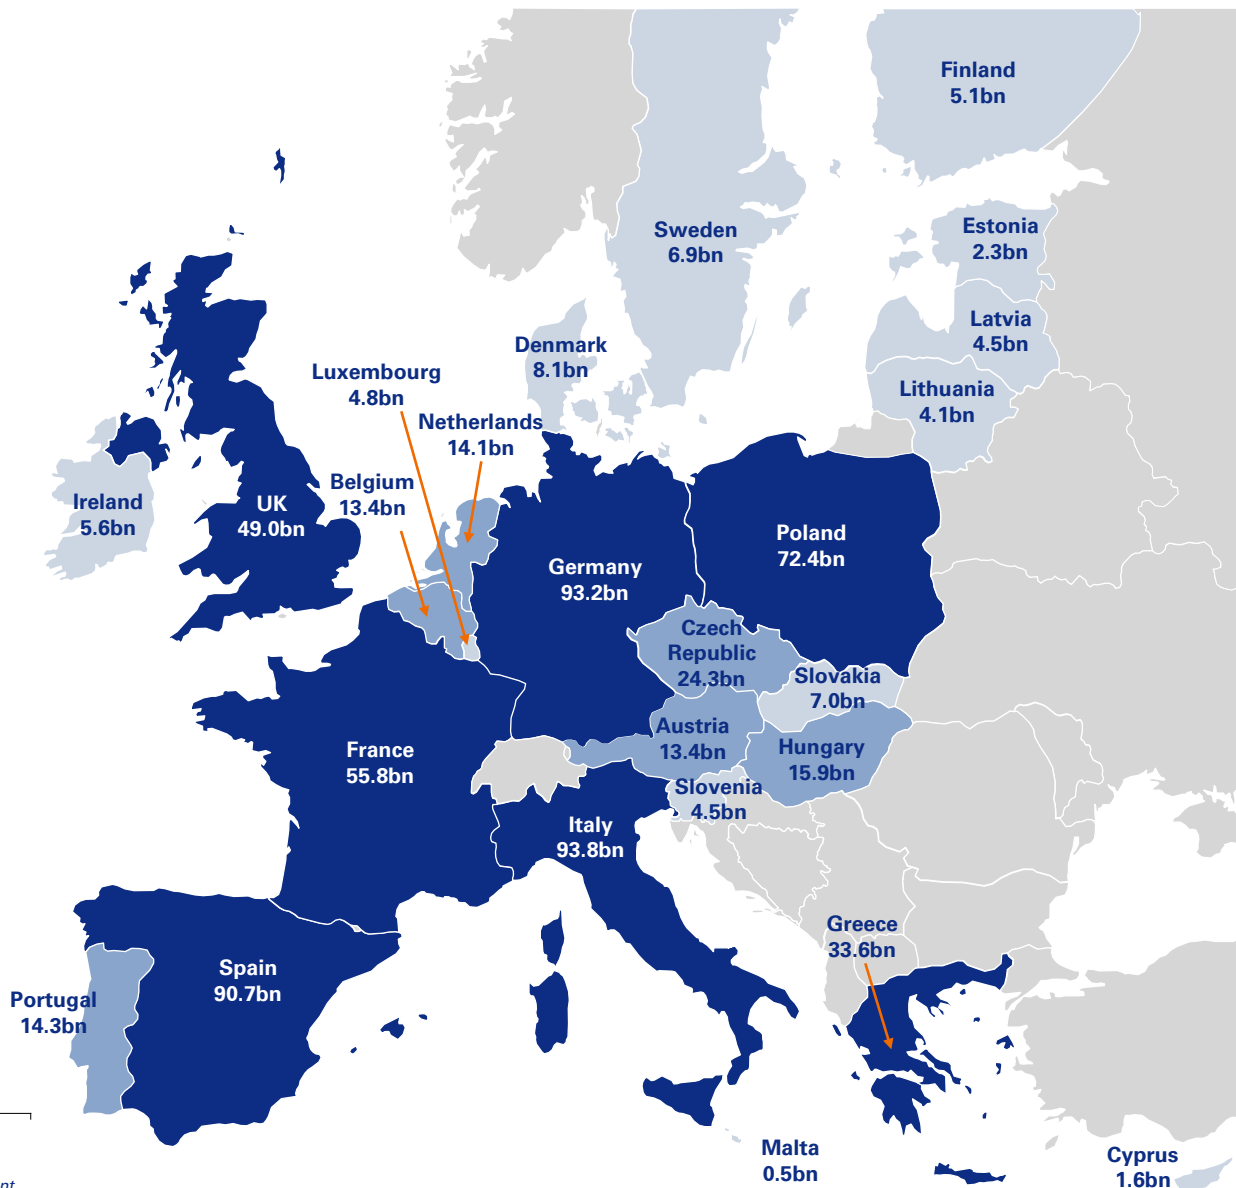 Finland
5.1bn
Sweden
6.9bn
Estonia
2.3bn
Latvia
4.5bn
Denmark
8.1bn
Luxembourg
4.8bn
Lithuania
4.1bn
Netherlands
14.1bn
Belgium
13.4bn
Ireland
5.6bn
UK
49.0bn
Poland
72.4bn
Germany
93.2bn
Czech
Republic
24.3bn
Slovakia
7.0bn
Austria
13.4bn
Hungary
15.9bn
France
55.8bn
Slovenia
4.5bn
Italy
93.8bn
Greece
33.6bn
Spain
90.7bn
Portugal
14.3bn
Malta
0.5bn
Cyprus
1.6bn